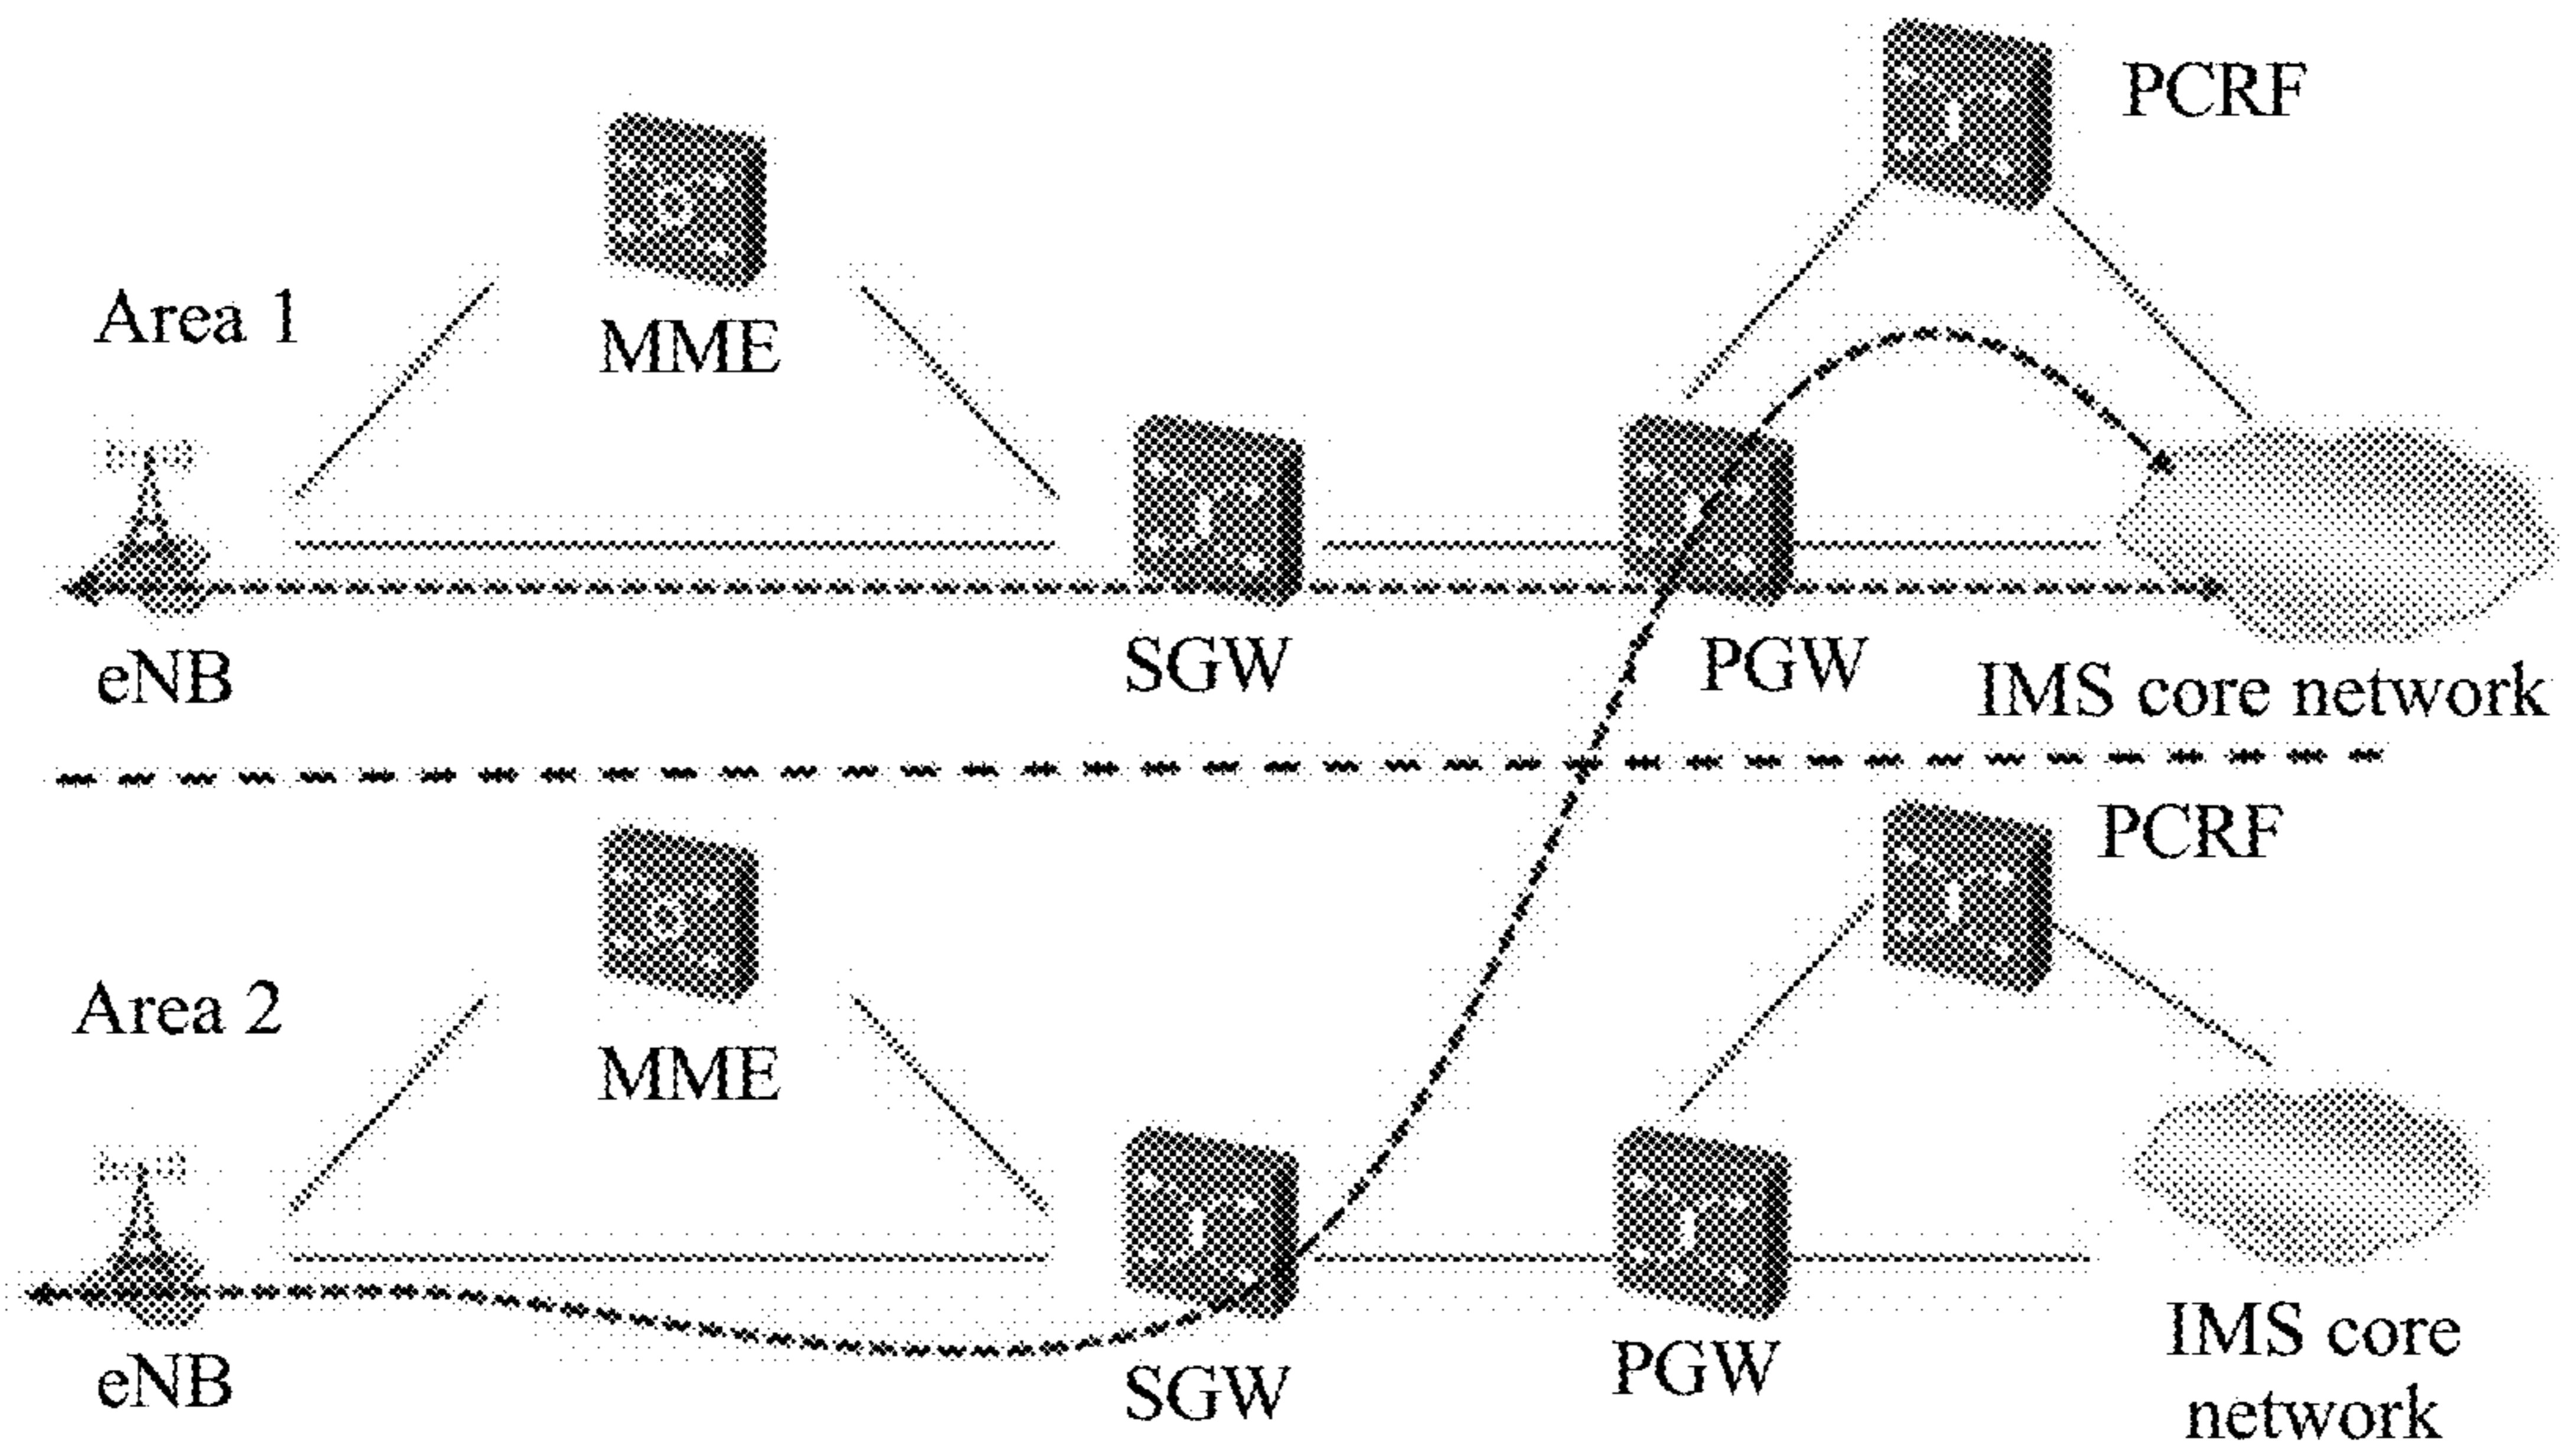 PCRF
Area 1
MME
eNB
SGW
PGW
IMS core network
PCRF
Area 2
MME
eNB
SGW
PGW
IMS core
network